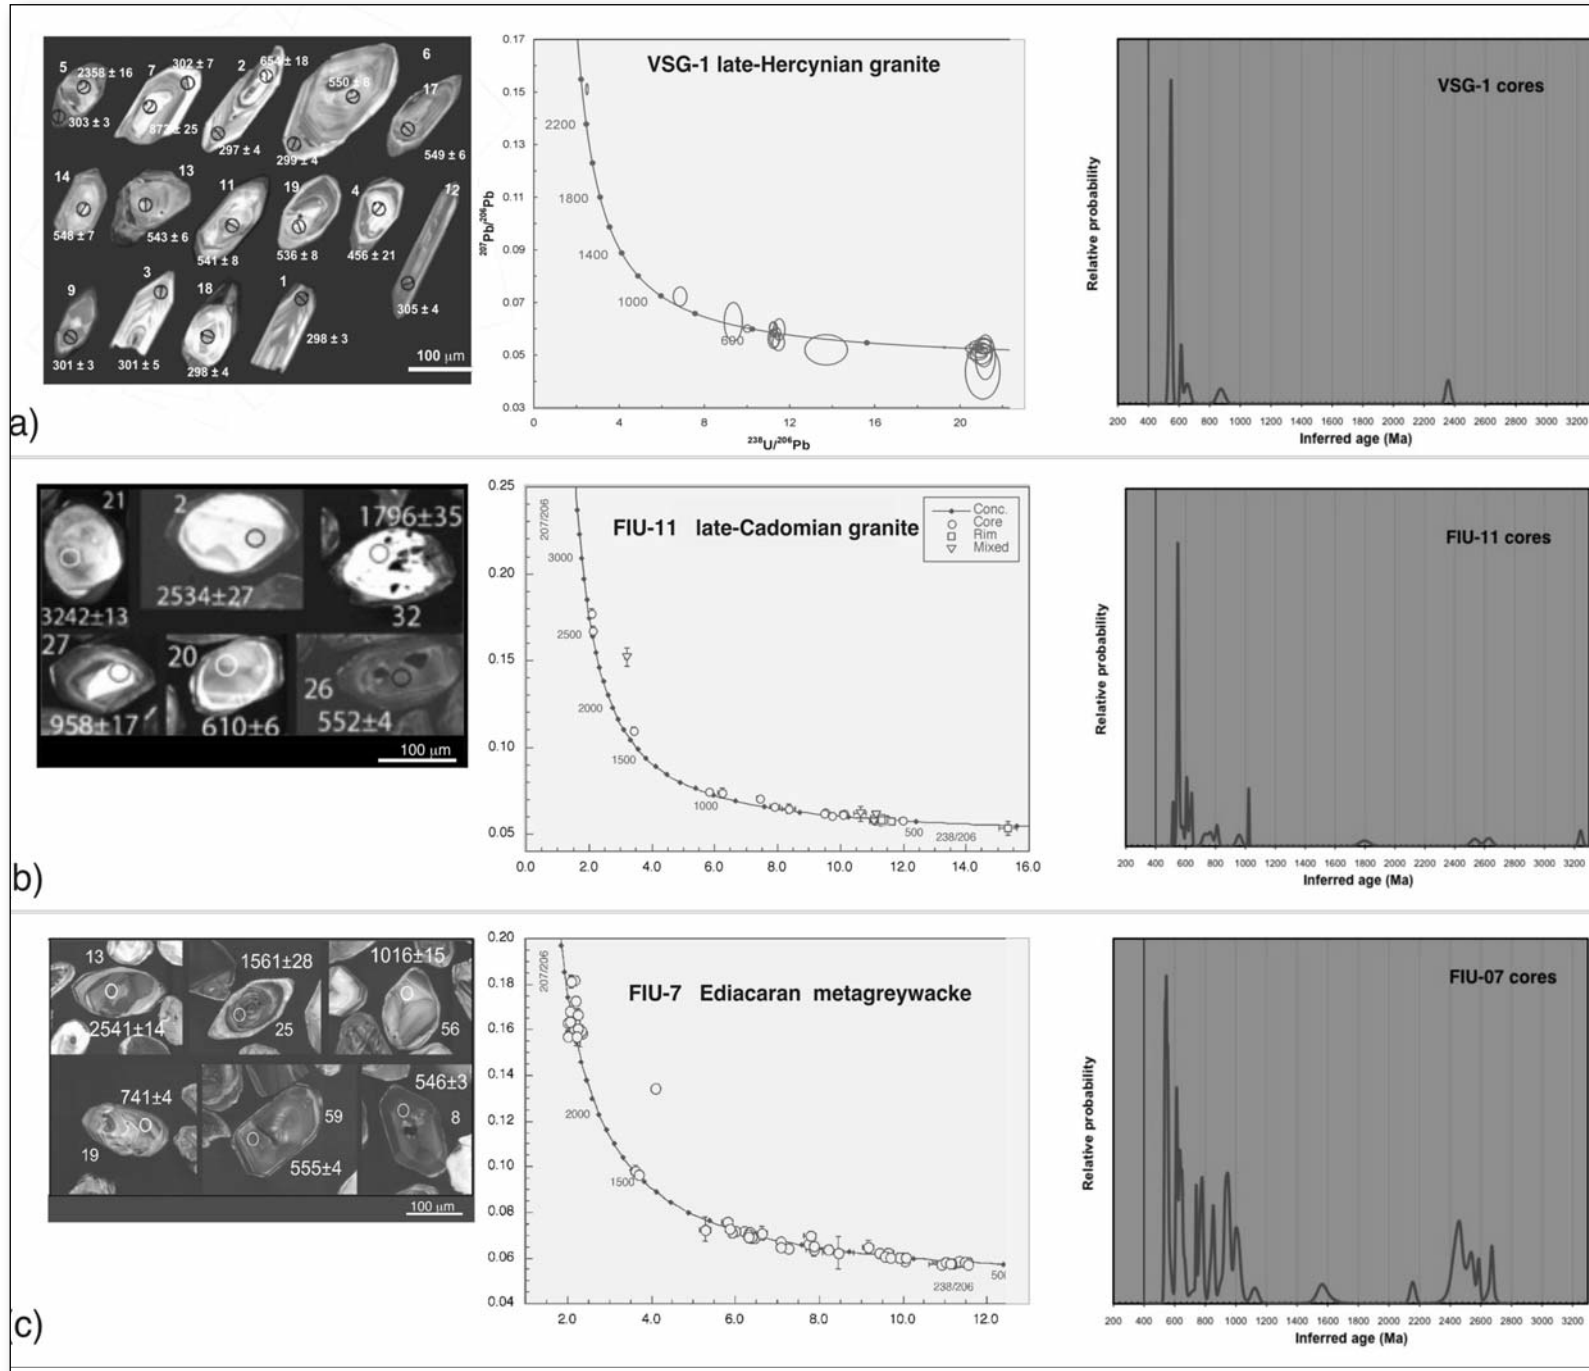 5
2358 ± 16
7
302 ± 7
2
654 ± 18
550 ± 8
6
17
303 ± 3
872 ± 25
297 ± 4
299 ± 4
549 ± 6
14
13
11
19
4
12
548 ± 7
543 ± 6
541 ± 8
536 ± 8
456 ± 21
305 ± 4
9
3
18
1
301 ± 3
301 ± 5
298 ± 4
298 ± 3
100 µm
a)
VSG-1 late-Hercynian granite
0.17
0.15
0.13
0.11
0.09
0.07
0.05
0.03
207Pb/206Pb
2200
1800
1400
1000
600
0 4 8 12 16 20
238U/206Pb
VSG-1 cores
Relative probability
200 400 600 800 1000 1200 1400 1600 1800 2000 2200 2400 2600 2800 3000 3200
Inferred age (Ma)
21
2
1796±35
3242±13
2534±27
32
27
20
26
958±17
610±6
552±4
100 µm
b)
FIU-11 late-Cadomian granite
Conc.
Core
Rim
Mixed
0.25
0.20
0.15
0.10
0.05
207/206
3000
2500
2000
1500
1000
500
238/206
0.0 2.0 4.0 6.0 8.0 10.0 12.0 14.0 16.0
FIU-11 cores
Relative probability
200 400 600 800 1000 1200 1400 1600 1800 2000 2200 2400 2600 2800 3000 3200
Inferred age (Ma)
13
1561±28
1016±15
2541±14
25
56
741±4
59
546±3
8
19
555±4
100 µm
(c)
FIU-7 Ediacaran metagreywacke
0.20
0.18
0.16
0.14
0.12
0.10
0.08
0.06
0.04
207/206
2000
1500
238/206
500
2.0 4.0 6.0 8.0 10.0 12.0
FIU-07 cores
Relative probability
200 400 600 800 1000 1200 1400 1600 1800 2000 2200 2400 2600 2800 3000 3200
Inferred age (Ma)